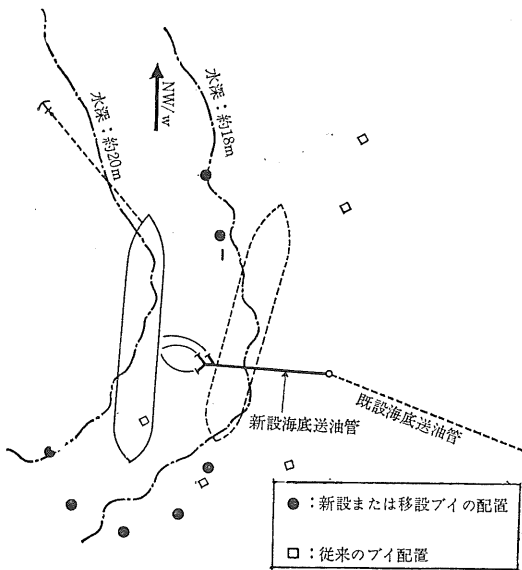 水深：約20m
NW/w
水深：約18m
新設海底送油管
既設海底送油管
●：新設または移設ブイの配置
□：従来のブイ配置